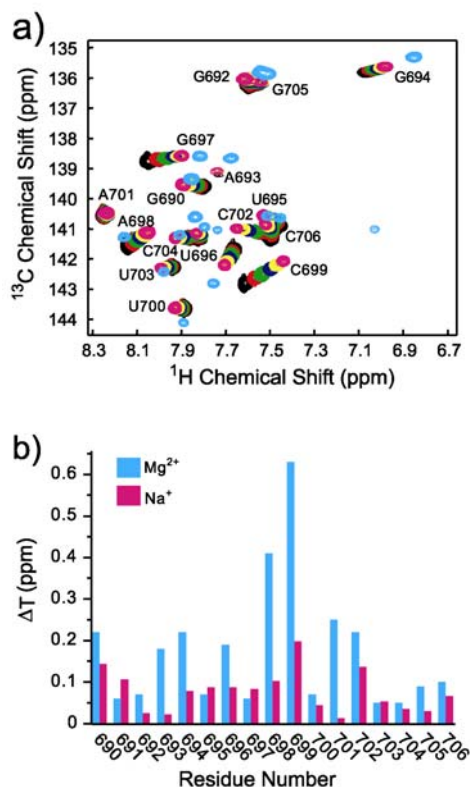 a)
135
136
137
138
139
140
141
142
143
144
¹³C Chemical Shift (ppm)
G692
G705
G694
G697
A693
G690
A701
A698
C702
U695
C704
C706
U703
U696
C699
U700
8.3 8.1 7.9 7.7 7.5 7.3 7.1 6.9 6.7
¹H Chemical Shift (ppm)
b)
Mg²⁺
Na⁺
0.6
0.5
0.4
0.3
0.2
0.1
0
ΔT (ppm)
690 691 692 693 694 695 696 697 698 699 700 701 702 703 704 705 706
Residue Number